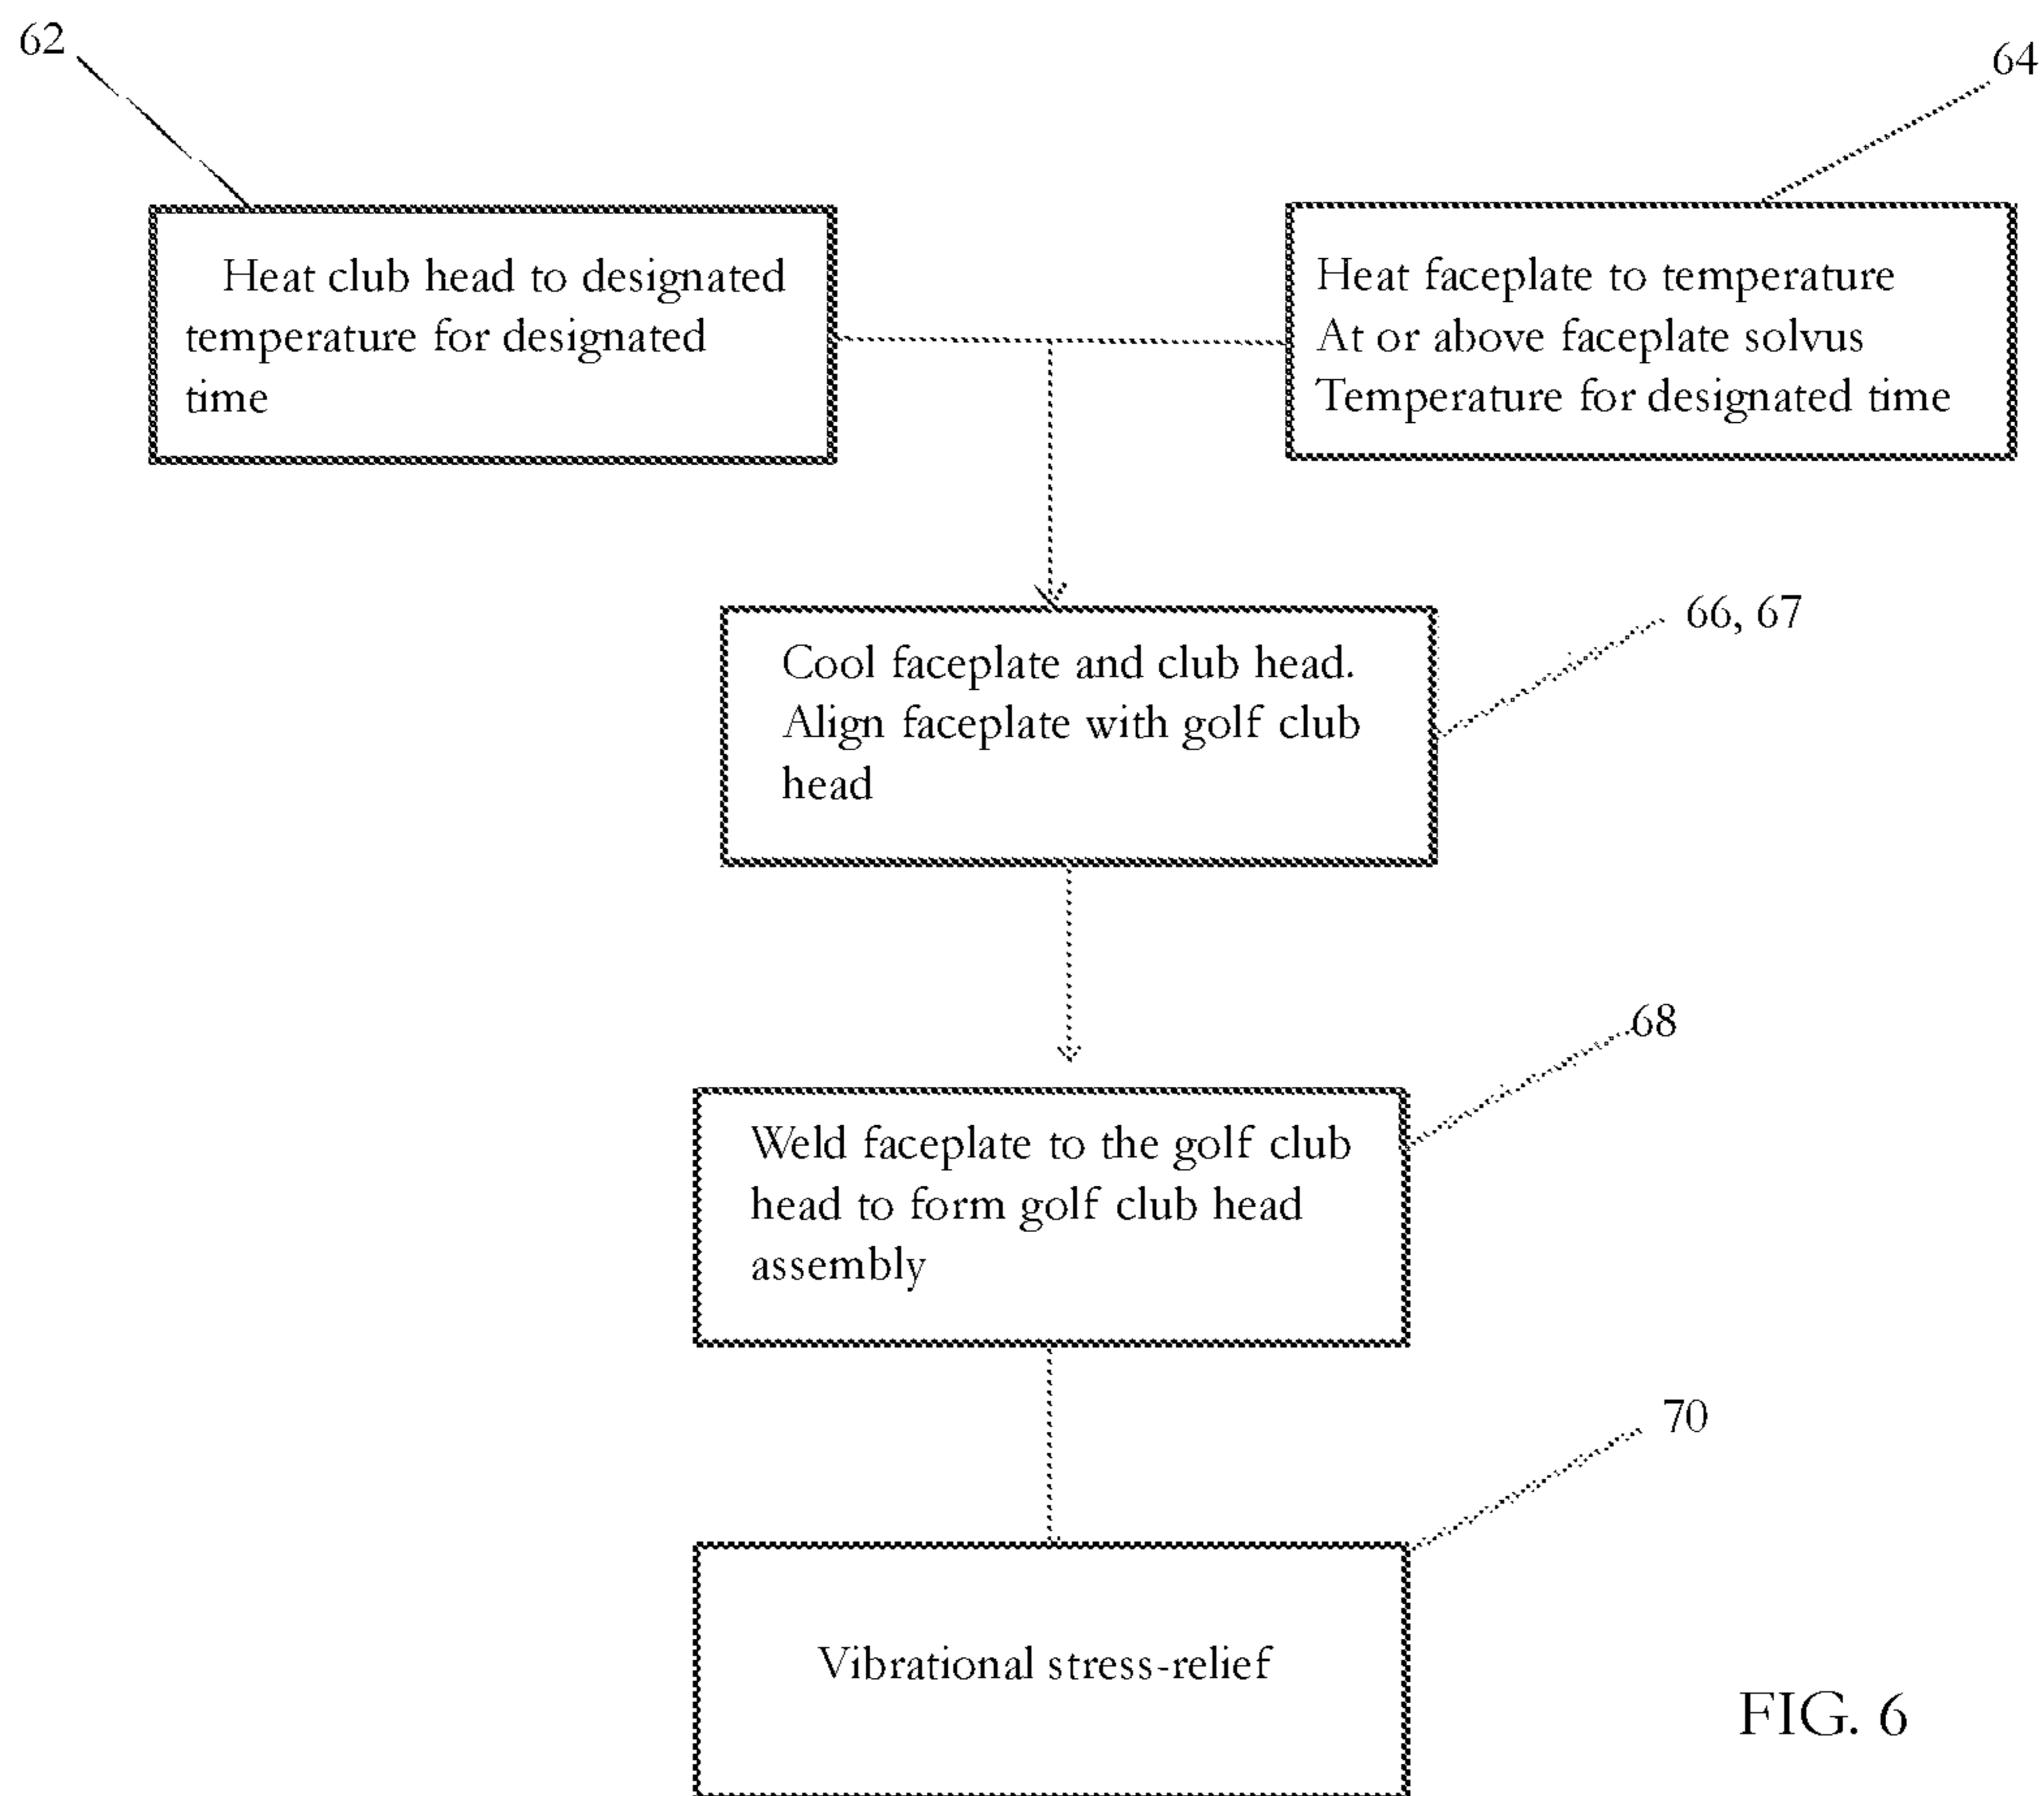 62
64
Heat club head to designated
temperature for designated
time
Heat faceplate to temperature
At or above faceplate solvus
Temperature for designated time
66, 67
Cool faceplate and club head.
Align faceplate with golf club
head
68
Weld faceplate to the golf club
head to form golf club head
assembly
70
Vibrational stress-relief
FIG. 6